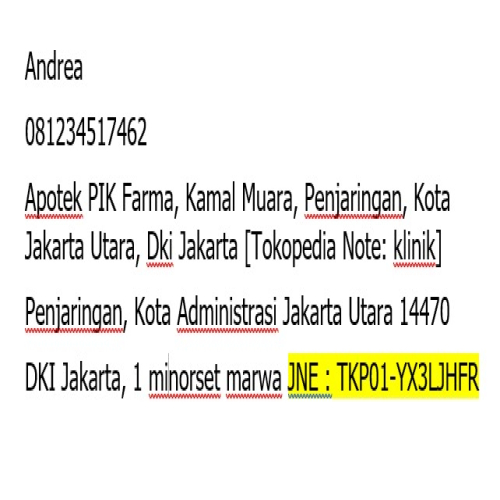 Andrea
081234517462
Apotek PIK Farma, Kamal Muara, Penjaringan, Kota
Jakarta Utara, Dki Jakarta [Tokopedia Note: klinik]
Penjaringan, Kota Administrasi Jakarta Utara 14470
DKI Jakarta, 1 minorset marwa JNE : TKP01-YX3LJHFR